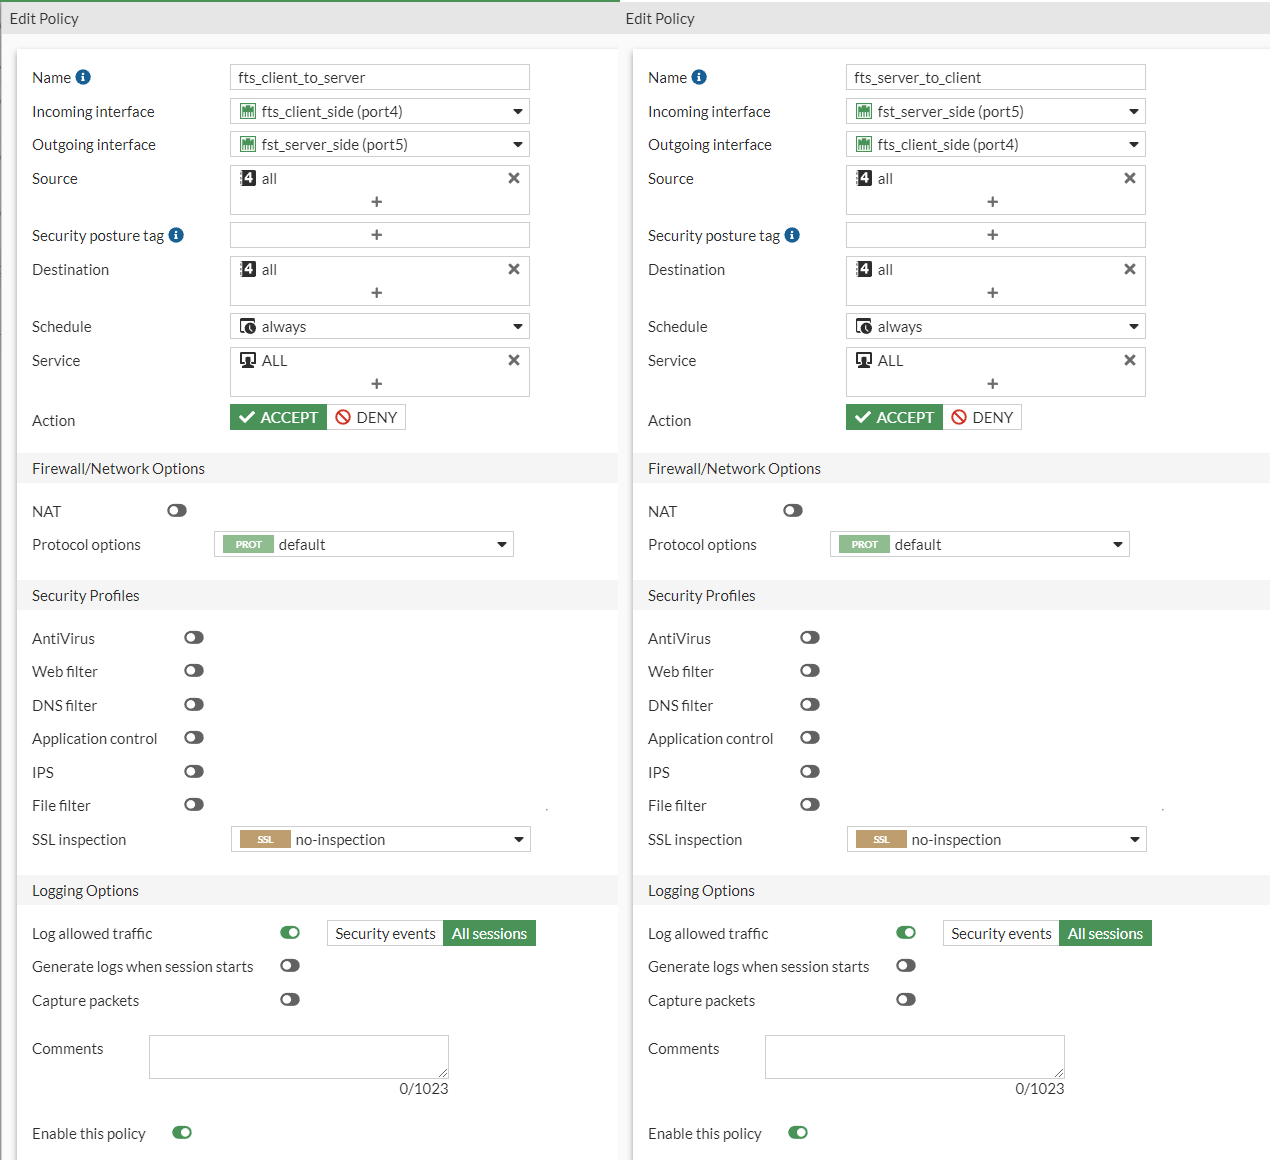 Edit Policy
Name
fts_client_to_server
Incoming interface
fts_client_side (port4)
Outgoing interface
fst_server_side (port5)
Source
4 all
+
Security posture tag
+
Destination
4 all
+
Schedule
always
Service
ALL
+
Action
ACCEPT DENY
Firewall/Network Options
NAT
Protocol options
PROT default
Security Profiles
AntiVirus
Web filter
DNS filter
Application control
IPS
File filter
SSL inspection
SSL no-inspection
Logging Options
Log allowed traffic
Security events All sessions
Generate logs when session starts
Capture packets
Comments
0/1023
Enable this policy
Edit Policy
Name
fts_server_to_client
Incoming interface
fst_server_side (port5)
Outgoing interface
fts_client_side (port4)
Source
4 all
+
Security posture tag
+
Destination
4 all
+
Schedule
always
Service
ALL
+
Action
ACCEPT DENY
Firewall/Network Options
NAT
Protocol options
PROT default
Security Profiles
AntiVirus
Web filter
DNS filter
Application control
IPS
File filter
SSL inspection
SSL no-inspection
Logging Options
Log allowed traffic
Security events All sessions
Generate logs when session starts
Capture packets
Comments
0/1023
Enable this policy